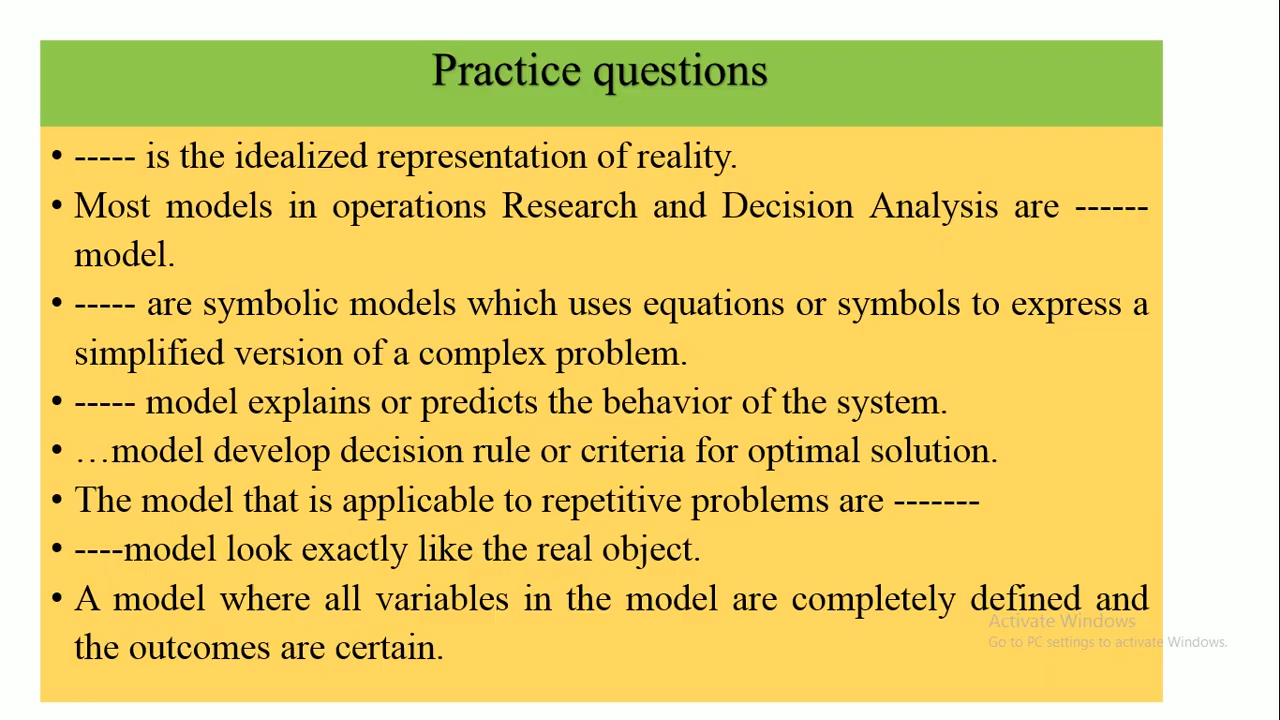 Practice questions
• ----- is the idealized representation of reality.
• Most models in operations Research and Decision Analysis are ------
model.
• ----- are symbolic models which uses equations or symbols to express a
simplified version of a complex problem.
• ----- model explains or predicts the behavior of the system.
• …model develop decision rule or criteria for optimal solution.
• The model that is applicable to repetitive problems are -------
• ----model look exactly like the real object.
• A model where all variables in the model are completely defined and
the outcomes are certain.
Activate Windows
Go to PC settings to activate Windows.